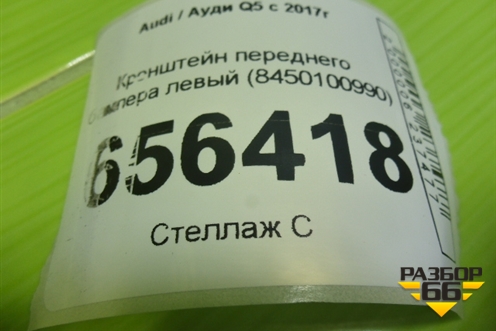 Audi / Ауди Q5 с 2017г
Кронштейн переднего
бампера левый (8450100990)
656418
Стеллаж С
РАЗБОР
66